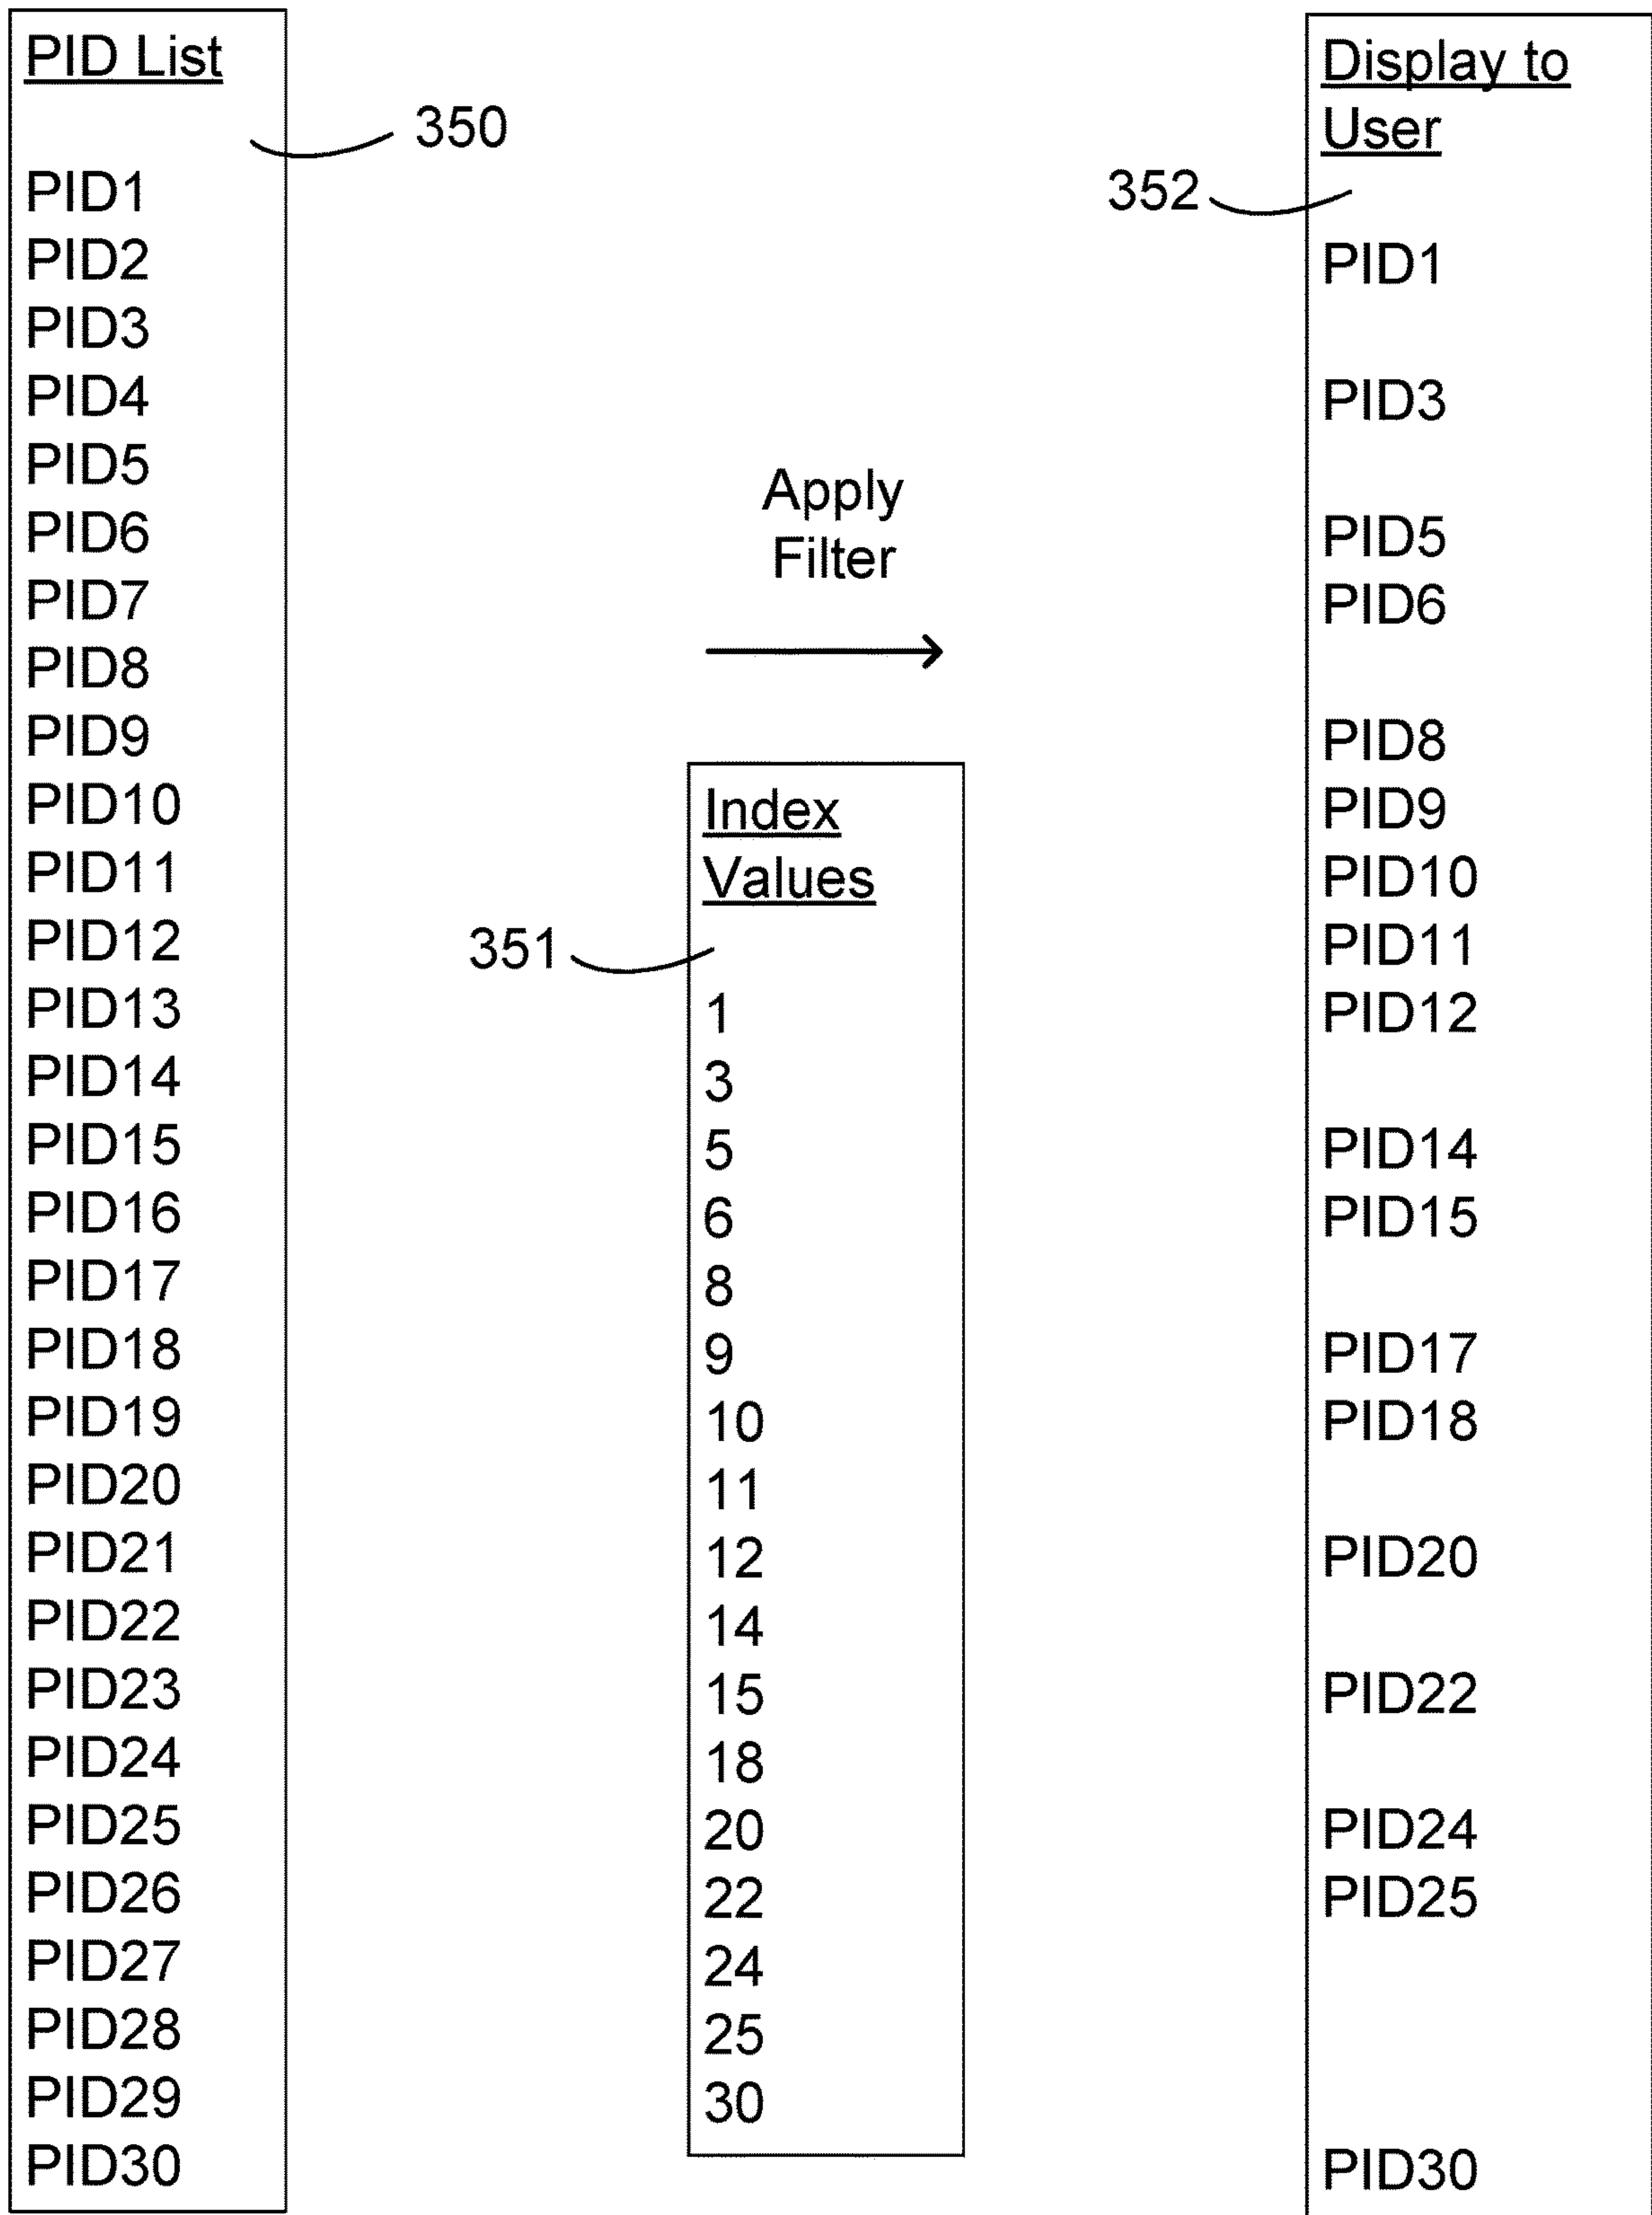 PID List
350
PID1
PID2
PID3
PID4
PID5
PID6
PID7
PID8
PID9
PID10
PID11
PID12
PID13
PID14
PID15
PID16
PID17
PID18
PID19
PID20
PID21
PID22
PID23
PID24
PID25
PID26
PID27
PID28
PID29
PID30
Apply
Filter
Index
Values
351
1
3
5
6
8
9
10
11
12
14
15
18
20
22
24
25
30
Display to
User
352
PID1
PID3
PID5
PID6
PID8
PID9
PID10
PID11
PID12
PID14
PID15
PID17
PID18
PID20
PID22
PID24
PID25
PID30